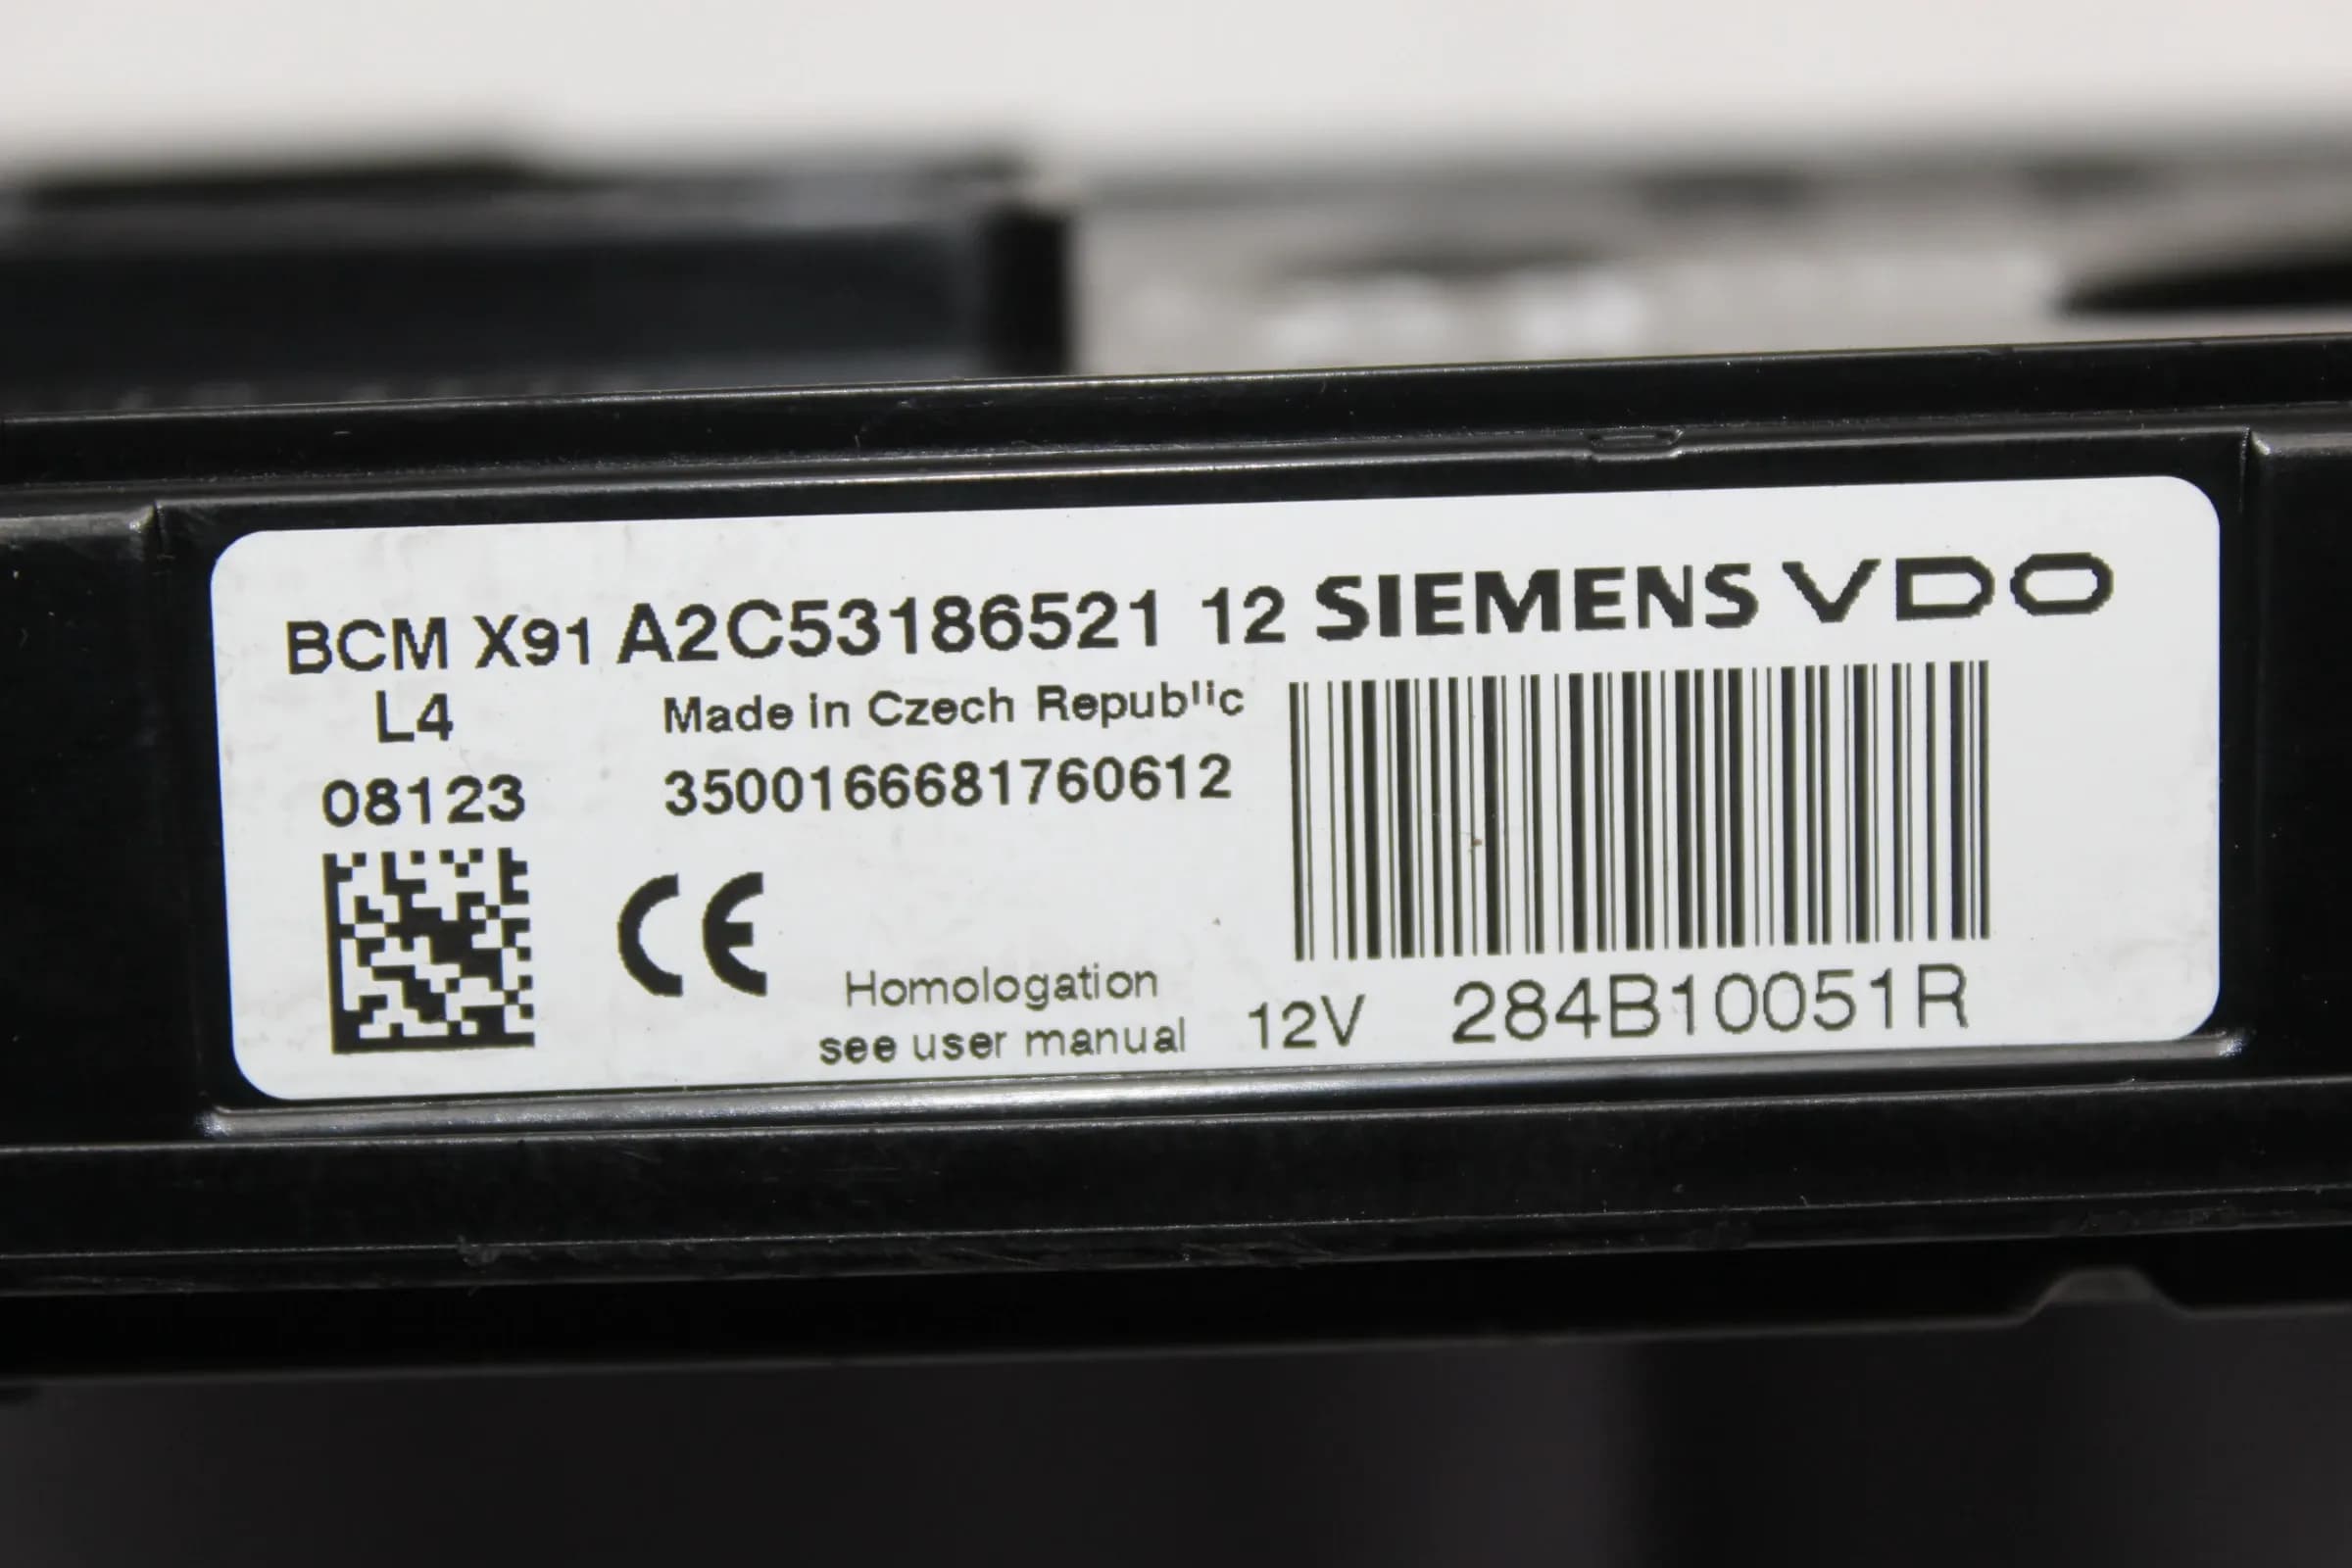 BCM X91 A2C53186521 12 SIEMENS VDO
L4 Made in Czech Republic
08123 3500166681760612
Homologation
see user manual 12V 284B10051R